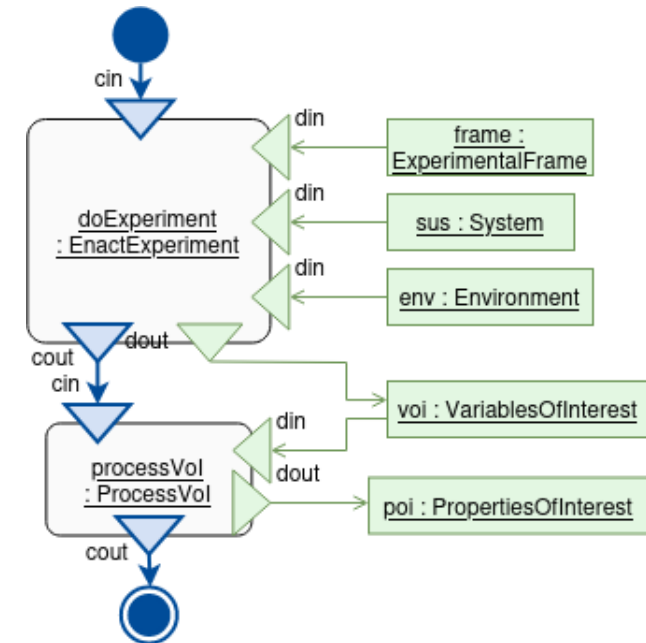 cin
din
frame :
ExperimentalFrame
doExperiment
: EnactExperiment
din
sus : System
din
env : Environment
cout
dout
cin
voi : VariablesOfInterest
din
processVoI
: ProcessVoI
dout
poi : PropertiesOfInterest
cout